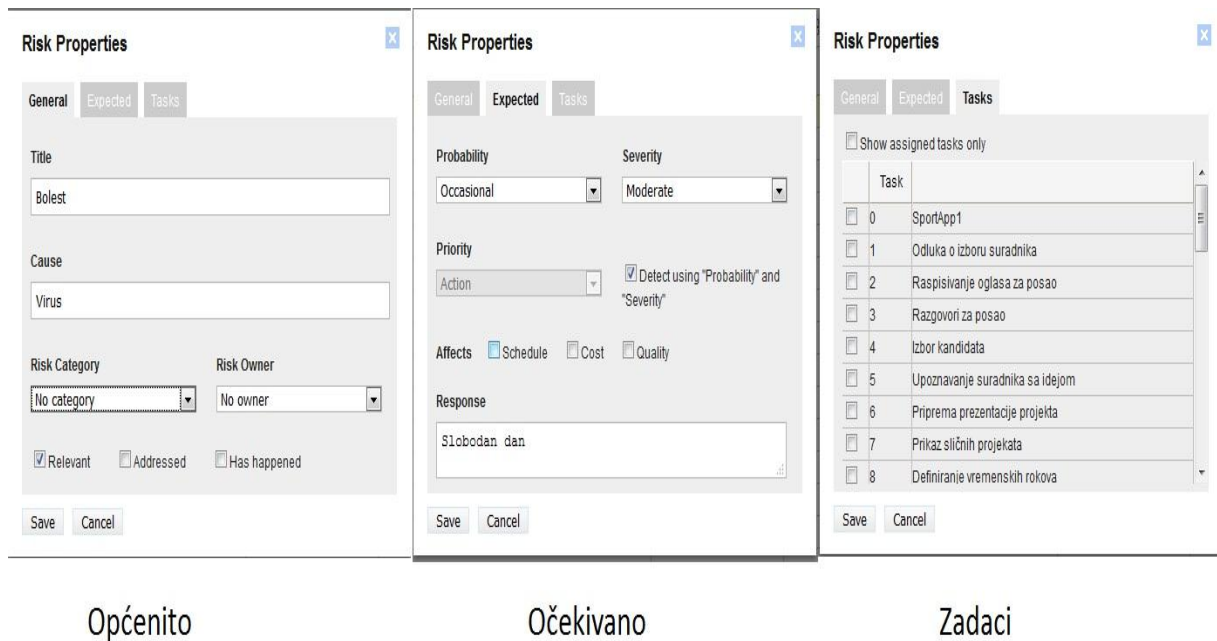 Risk Properties
General Expected Tasks
Title
Bolest
Cause
Virus
Risk Category Risk Owner
No category No owner
Relevant Addressed Has happened
Save Cancel
Općenito
Risk Properties
General Expected Tasks
Probability Severity
Occasional Moderate
Priority
Action
Detect using "Probability" and
"Severity"
Affects Schedule Cost Quality
Response
Slobodan dan
Save Cancel
Očekivano
Risk Properties
General Expected Tasks
Show assigned tasks only
Task
0 SportApp1
1 Odluka o izboru suradnika
2 Raspisivanje oglasa za posao
3 Razgovori za posao
4 Izbor kandidata
5 Upoznavanje suradnika sa idejom
6 Priprema prezentacije projekta
7 Prikaz sličnih projekata
8 Definiranje vremenskih rokova
Save Cancel
Zadaci